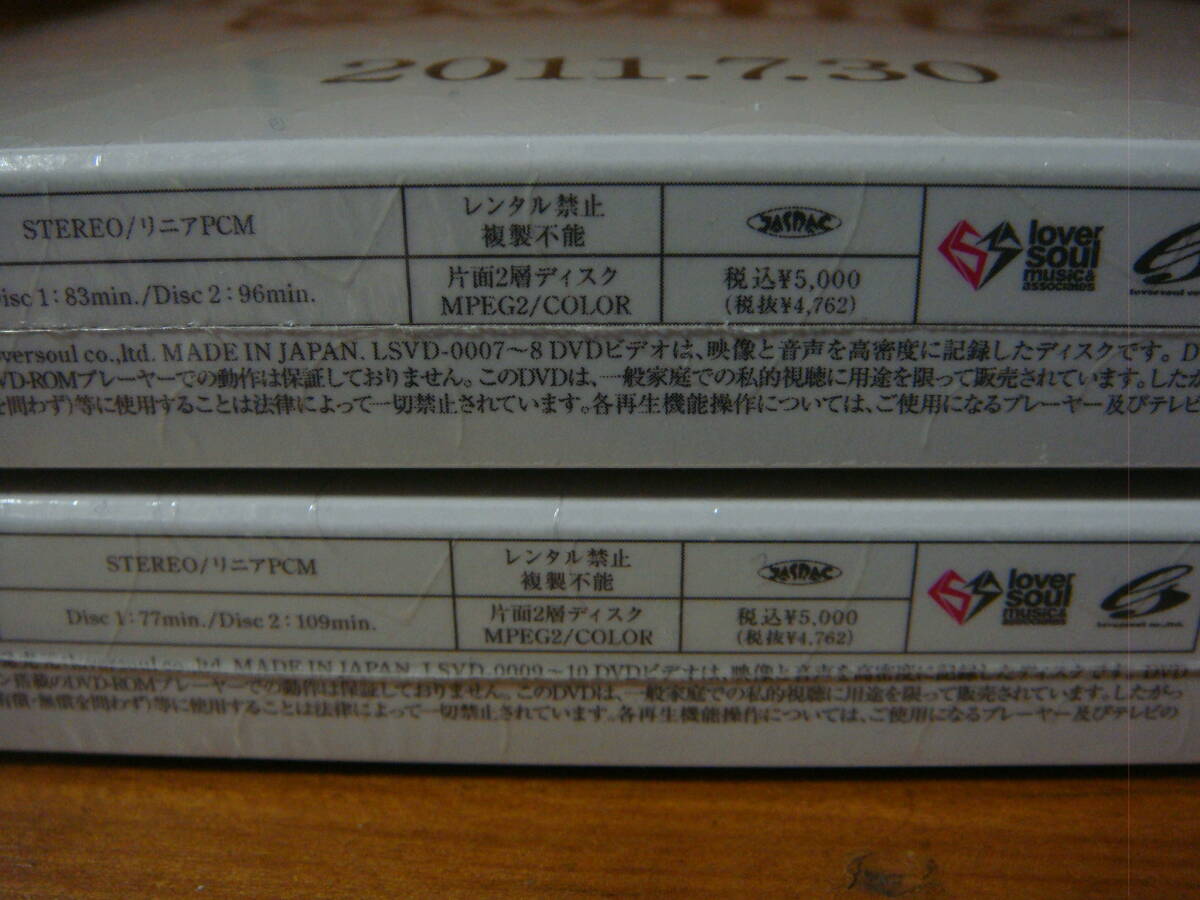 2011.7.30
STEREO/リニアPCM
レンタル禁止
複製不能
JASRAC
lover
soul
music&
associates
isc 1:83min./Disc 2:96min.
片面2層ディスク
MPEG2/COLOR
税込¥5,000
(税抜¥4,762)
versoul co.,ltd. MADE IN JAPAN. LSVD-0007〜8 DVDビデオは、映像と音声を高密度に記録したディスクです。D
VD-ROMプレーヤーでの動作は保証しておりません。このDVDは、一般家庭での私的視聴に用途を限って販売されています。したが
を問わず)等に使用することは法律によって一切禁止されています。各再生機能操作については、ご使用になるプレーヤー及びテレビ
STEREO/リニアPCM
レンタル禁止
複製不能
JASRAC
lover
soul
music&
associates
Disc 1:77min./Disc 2:109min.
片面2層ディスク
MPEG2/COLOR
税込¥5,000
(税抜¥4,762)
versoul co., ltd. MADE IN JAPAN. LSVD-0009〜10 DVDビデオは、映像と音声を高密度に記録したディスクです。DVD
ン搭載のDVD-ROMプレーヤーでの動作は保証しておりません。このDVDは、一般家庭での私的視聴に用途を限って販売されています。したがっ
有償・無償を問わず)等に使用することは法律によって一切禁止されています。各再生機能操作については、ご使用になるプレーヤー及びテレビの